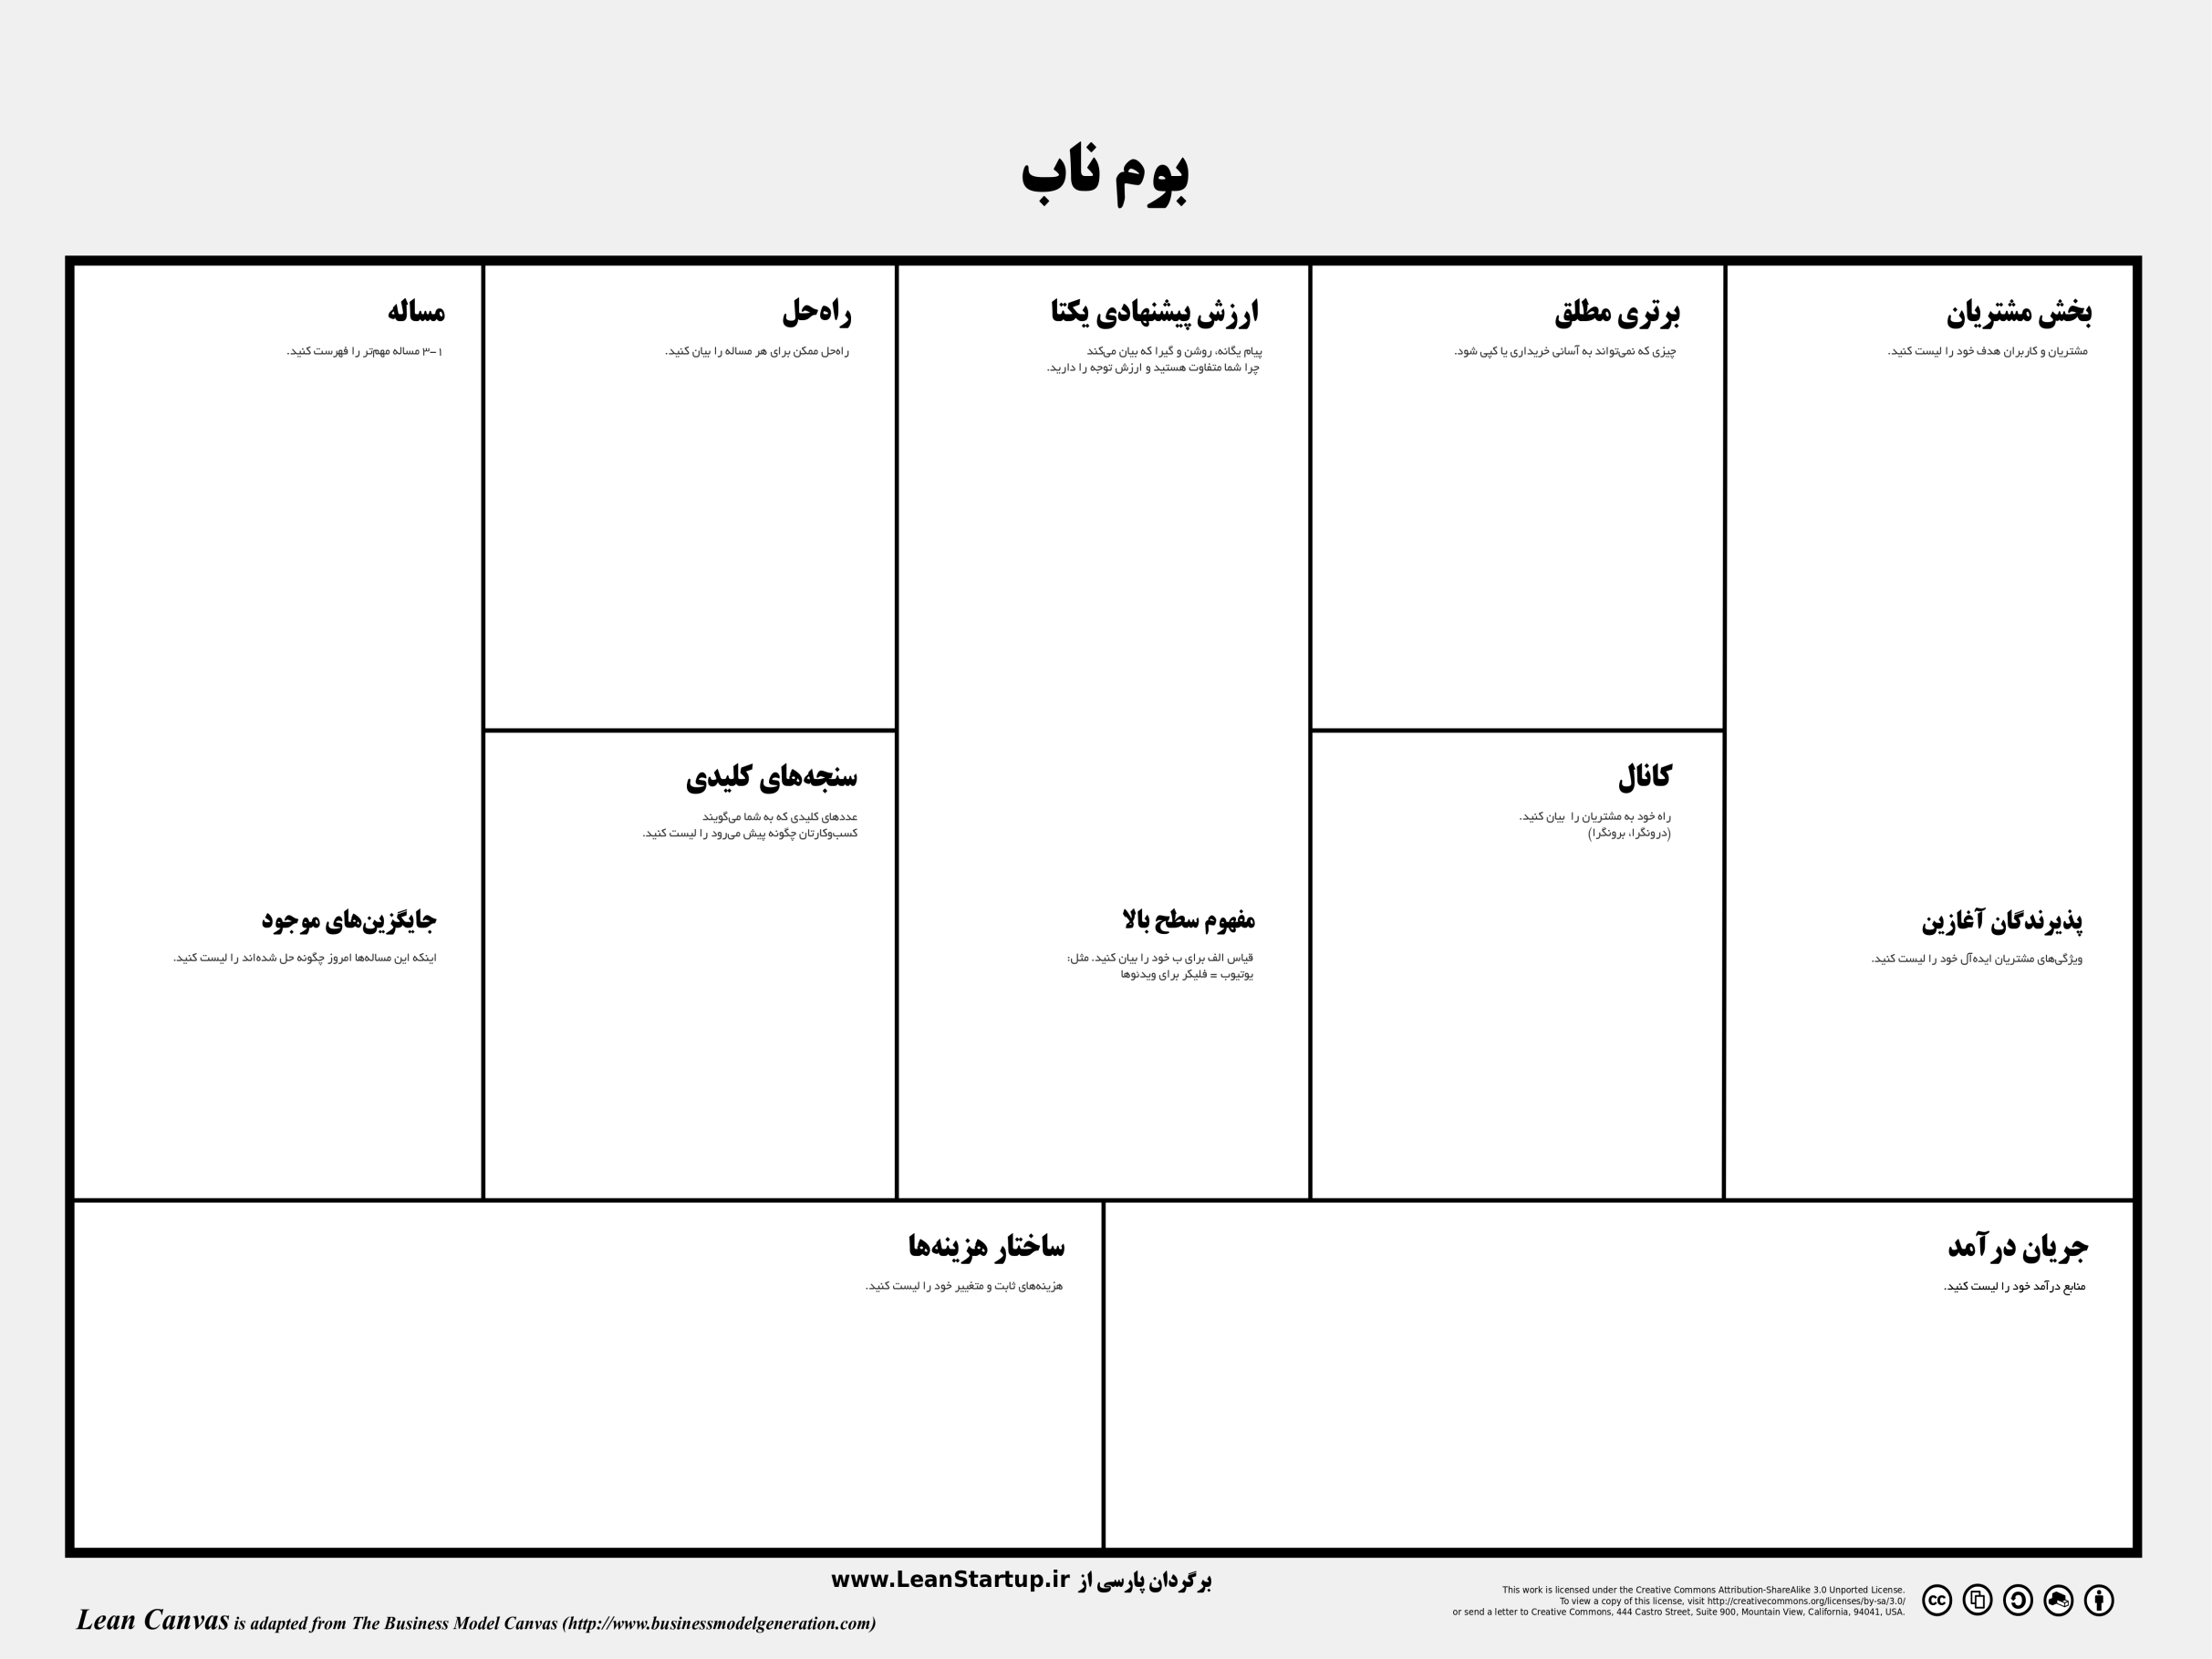 بوم ناب
بخش مشتریان
مشتریان و کاربران هدف خود را لیست کنید.
پذیرندگان آغازین
ویژگی‌های مشتریان ایده‌آل خود را لیست کنید.
برتری مطلق
چیزی که نمی‌تواند به آسانی خریداری یا کپی شود.
کانال
راه خود به مشتریان را بیان کنید.
(درونگرا، برونگرا)
ارزش پیشنهادی یکتا
پیام یگانه، روشن و گیرا که بیان می‌کند
چرا شما متفاوت هستید و ارزش توجه را دارید.
مفهوم سطح بالا
قیاس الف برای ب خود را بیان کنید. مثل:
یوتیوب = فلیکر برای ویدئوها
راه‌حل
راه‌حل ممکن برای هر مساله را بیان کنید.
سنجه‌های کلیدی
عددهای کلیدی که به شما می‌گویند
کسب‌وکارتان چگونه پیش می‌رود را لیست کنید.
مساله
۱-۳ مساله مهم‌تر را فهرست کنید.
جایگزین‌های موجود
اینکه این مساله‌ها امروز چگونه حل شده‌اند را لیست کنید.
جریان درآمد
منابع درآمد خود را لیست کنید.
ساختار هزینه‌ها
هزینه‌های ثابت و متغییر خود را لیست کنید.
برگردان پارسی از www.LeanStartup.ir
Lean Canvas is adapted from The Business Model Canvas (http://www.businessmodelgeneration.com)
This work is licensed under the Creative Commons Attribution-ShareAlike 3.0 Unported License.
To view a copy of this license, visit http://creativecommons.org/licenses/by-sa/3.0/
or send a letter to Creative Commons, 444 Castro Street, Suite 900, Mountain View, California, 94041, USA.
cc